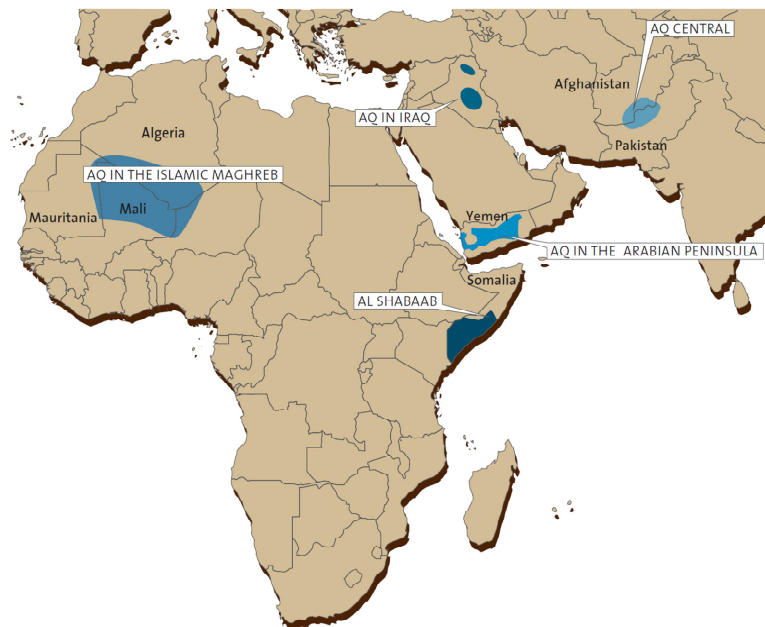 AQ CENTRAL
Afghanistan
AQ IN IRAQ
Algeria
Pakistan
AQ IN THE ISLAMIC MAGHREB
Mali
Mauritania
Yemen
AQ IN THE ARABIAN PENINSULA
Somalia
AL SHABAAB